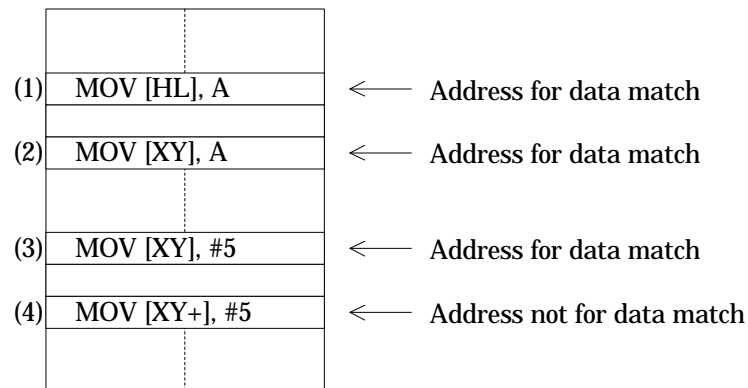 (1) MOV [HL], A Address for data match
(2) MOV [XY], A Address for data match
(3) MOV [XY], #5 Address for data match
(4) MOV [XY+], #5 Address not for data match